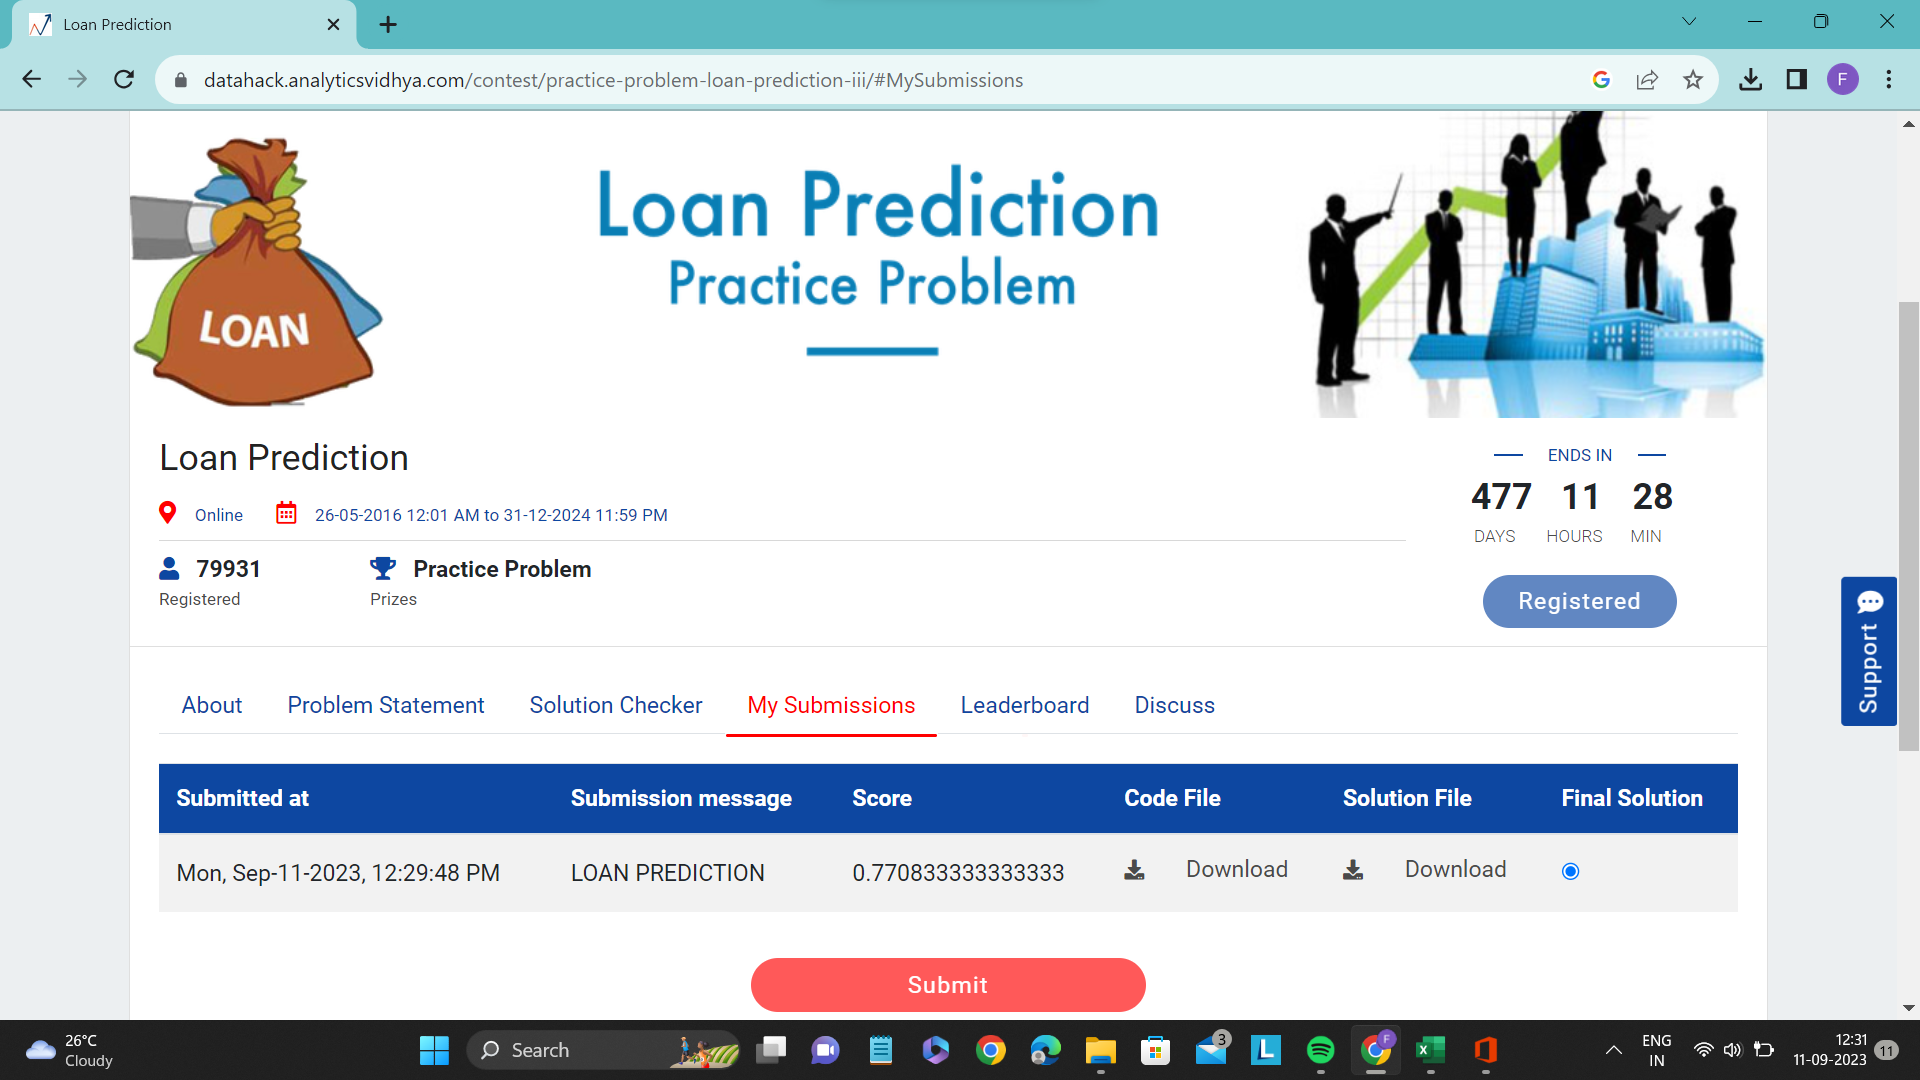 Loan Prediction
datahack.analyticsvidhya.com/contest/practice-problem-loan-prediction-iii/#MySubmissions
F
LOAN
Loan Prediction
Practice Problem
Loan Prediction
Online 26-05-2016 12:01 AM to 31-12-2024 11:59 PM
79931 Practice Problem
Registered Prizes
ENDS IN
477 11 28
DAYS HOURS MIN
Registered
Support
About Problem Statement Solution Checker My Submissions Leaderboard Discuss
Submitted at Submission message Score Code File Solution File Final Solution
Mon, Sep-11-2023, 12:29:48 PM LOAN PREDICTION 0.770833333333333 Download Download
Submit
26°C
Cloudy
Search
3
L
F
X
ENG
IN
12:31
11-09-2023
11